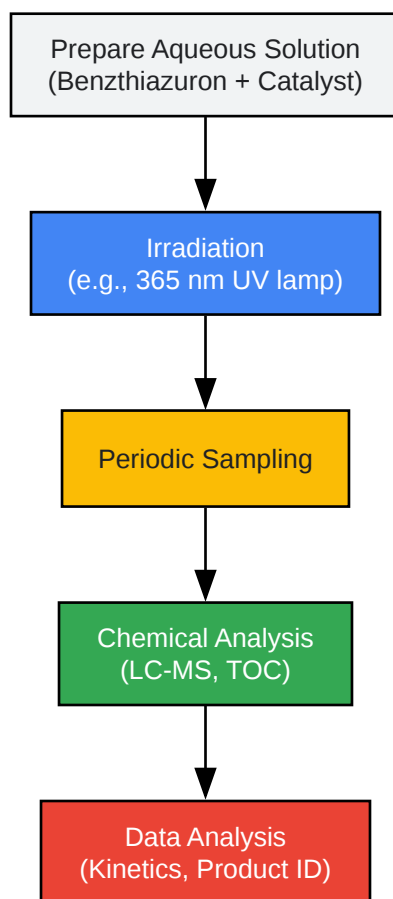 Prepare Aqueous Solution
(Benzthiazuron + Catalyst)
Irradiation
(e.g., 365 nm UV lamp)
Periodic Sampling
Chemical Analysis
(LC-MS, TOC)
Data Analysis
(Kinetics, Product ID)